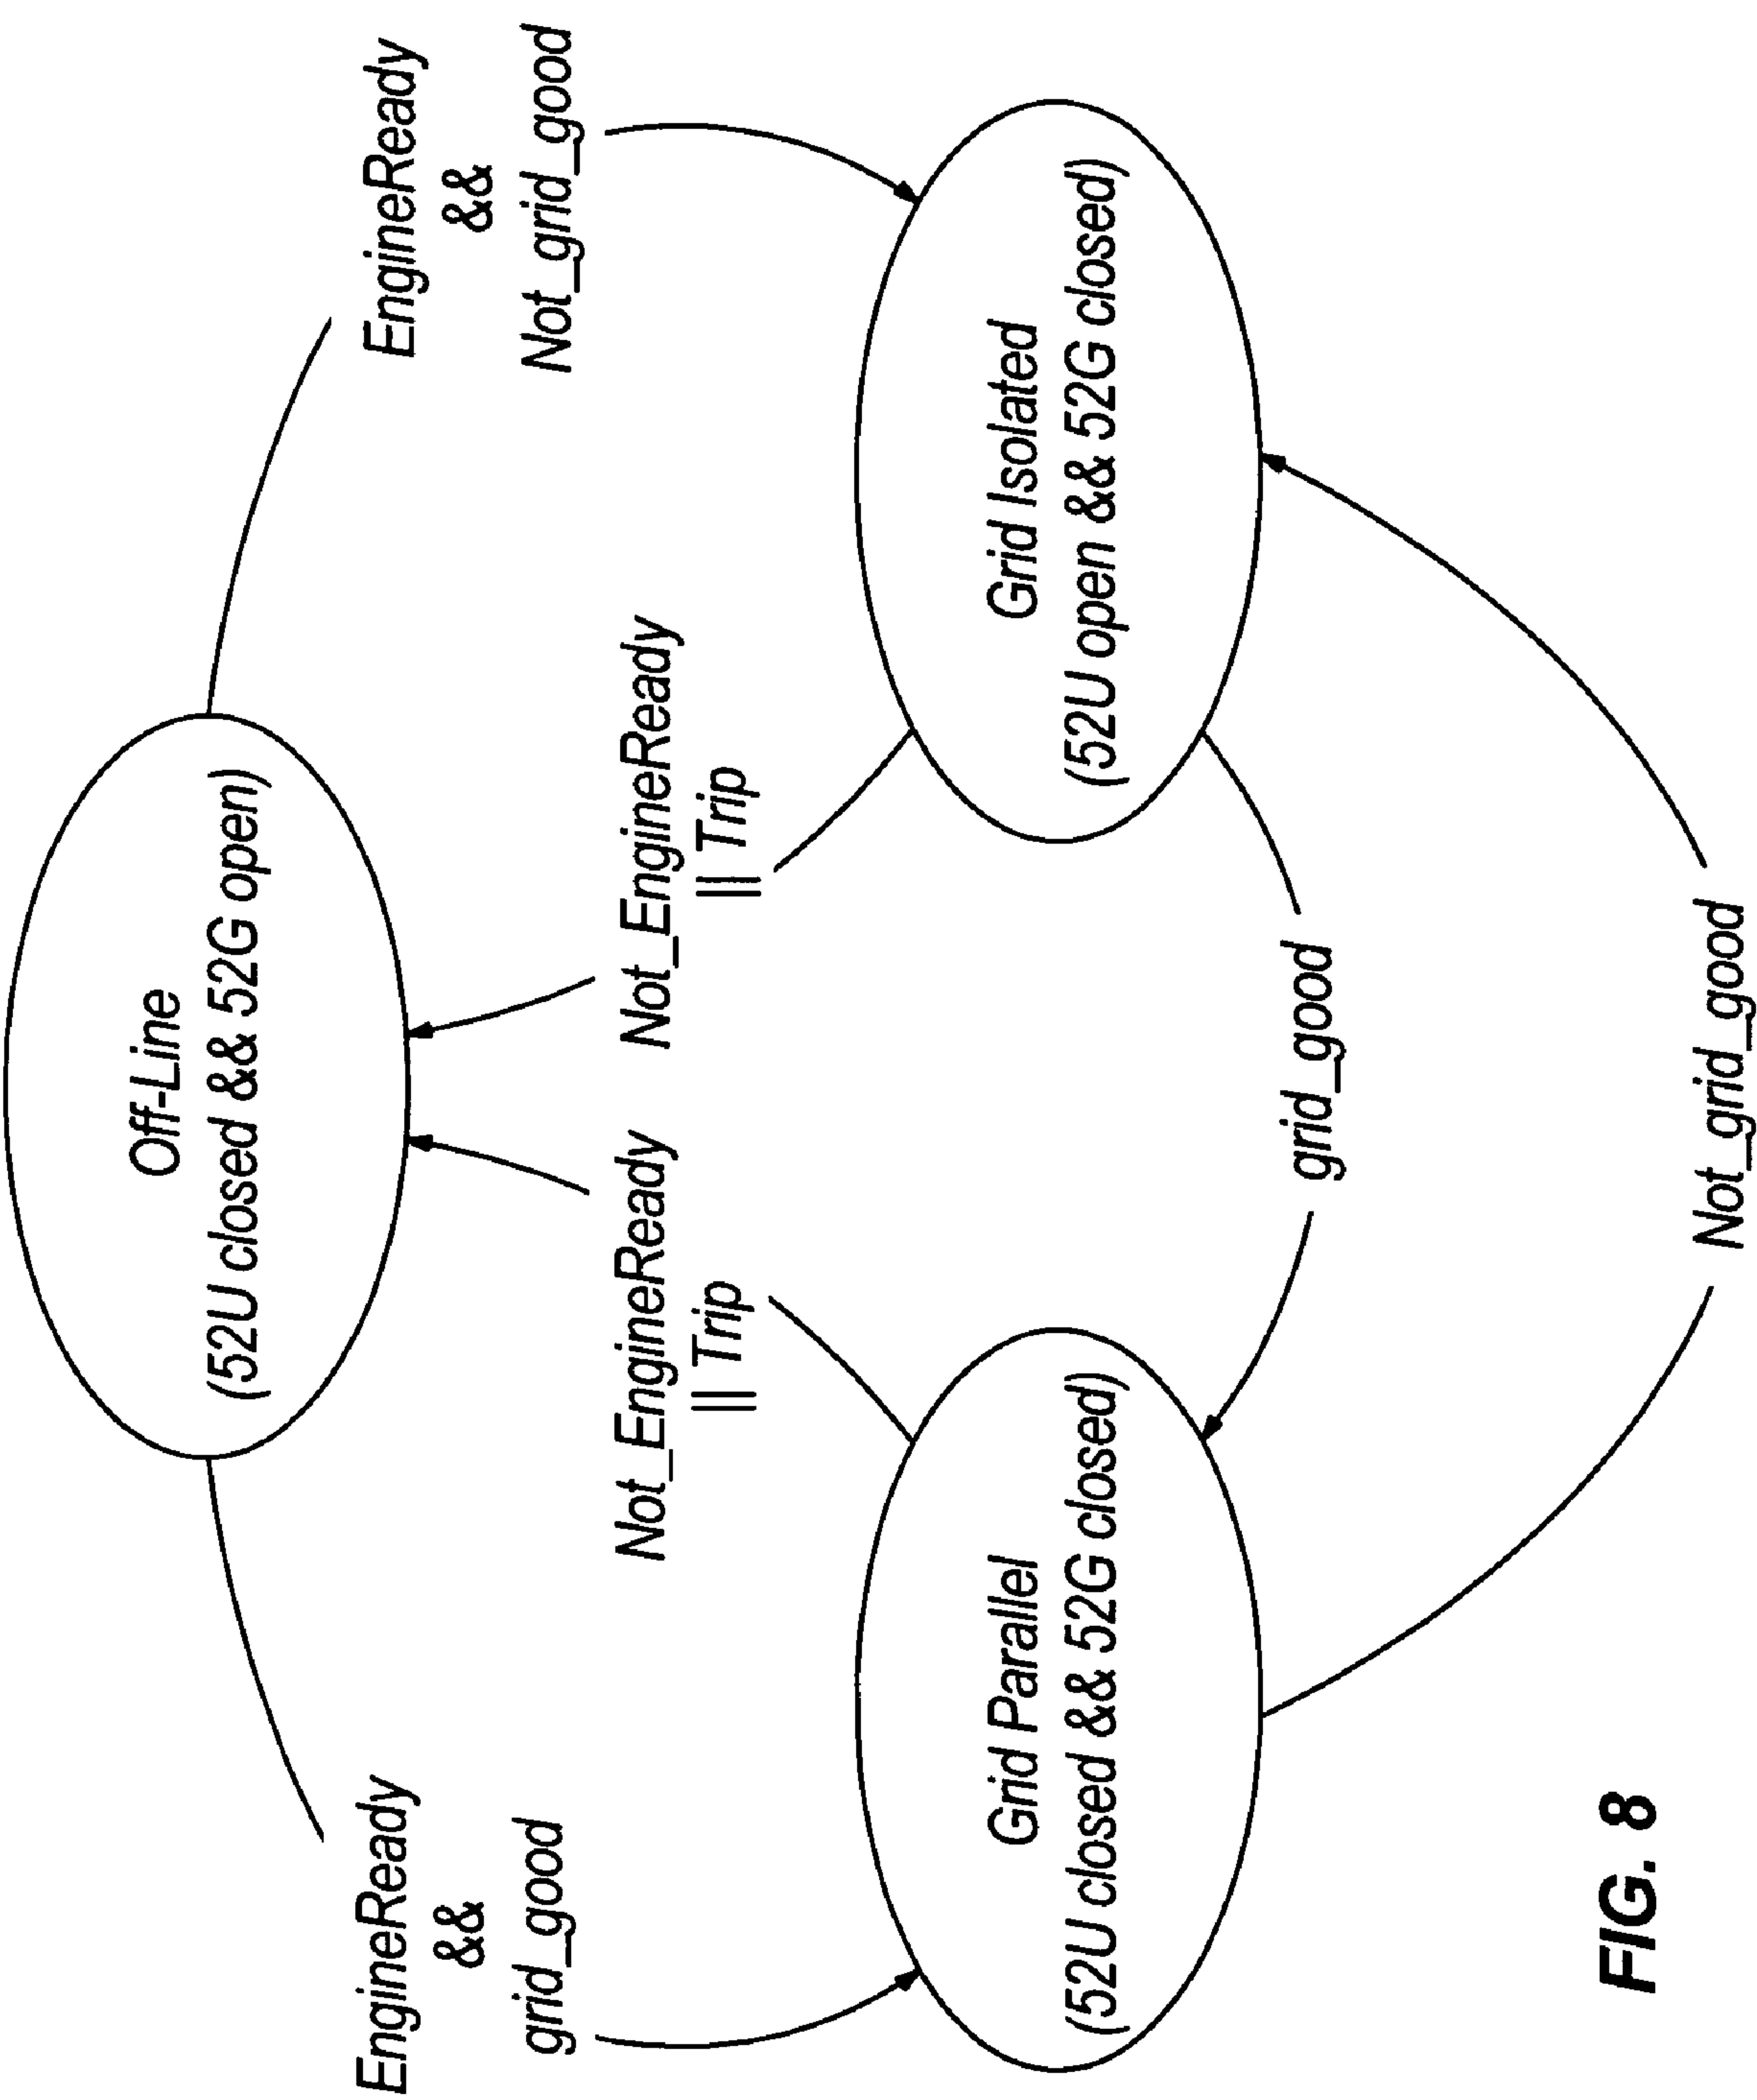 Off-Line
(52U closed && 52G open)
EngineReady
&&
grid_good
EngineReady
&&
Not_grid_good
Not_EngineReady
|| Trip
Not_EngineReady
|| Trip
Grid Parallel
(52U closed && 52G closed)
Grid Isolated
(52U open && 52G closed)
grid_good
Not_grid_good
FIG. 8